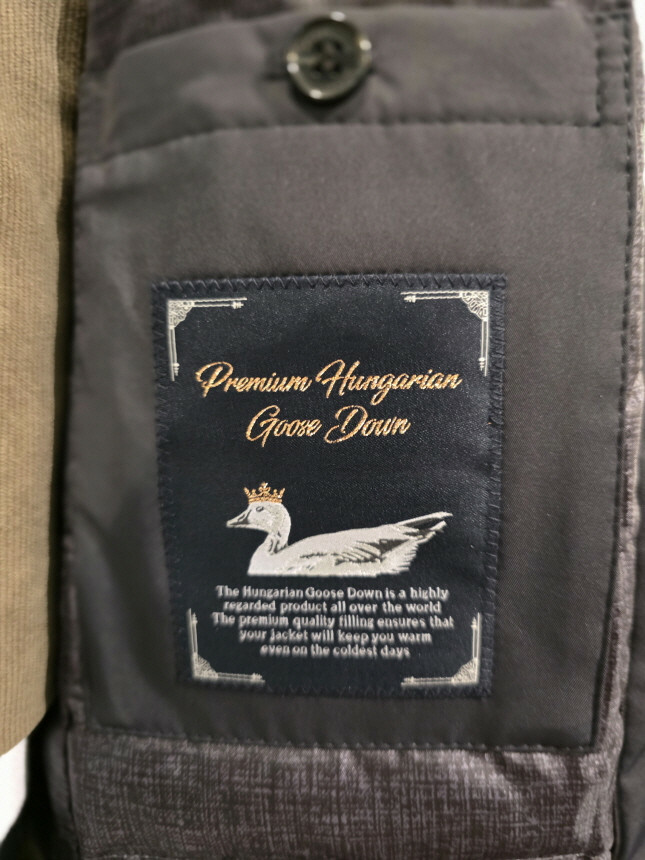 Premium Hungarian
Goose Down
The Hungarian Goose Down is a highly
regarded product all over the world
The premium quality filling ensures that
your jacket will keep you warm
even on the coldest days